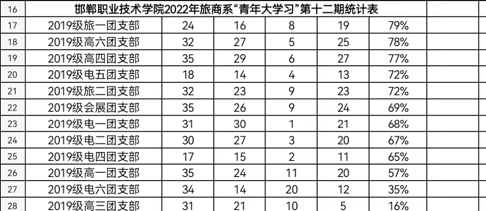 16 邯郸职业技术学院2022年旅商系“青年大学习”第十二期统计表
17 2019级旅一团支部 24 16 8 19 79%
18 2019级高六团支部 32 27 5 25 78%
19 2019级高四团支部 35 29 6 27 77%
20 2019级电五团支部 18 14 4 13 72%
21 2019级旅二团支部 32 23 9 23 72%
22 2019级会展团支部 35 26 9 24 69%
23 2019级电一团支部 31 30 1 21 68%
24 2019级电二团支部 30 27 3 20 67%
25 2019级电四团支部 17 15 2 11 65%
26 2019级高一团支部 35 24 11 20 57%
27 2019级电六团支部 34 14 20 12 35%
28 2019级高三团支部 31 21 10 5 16%